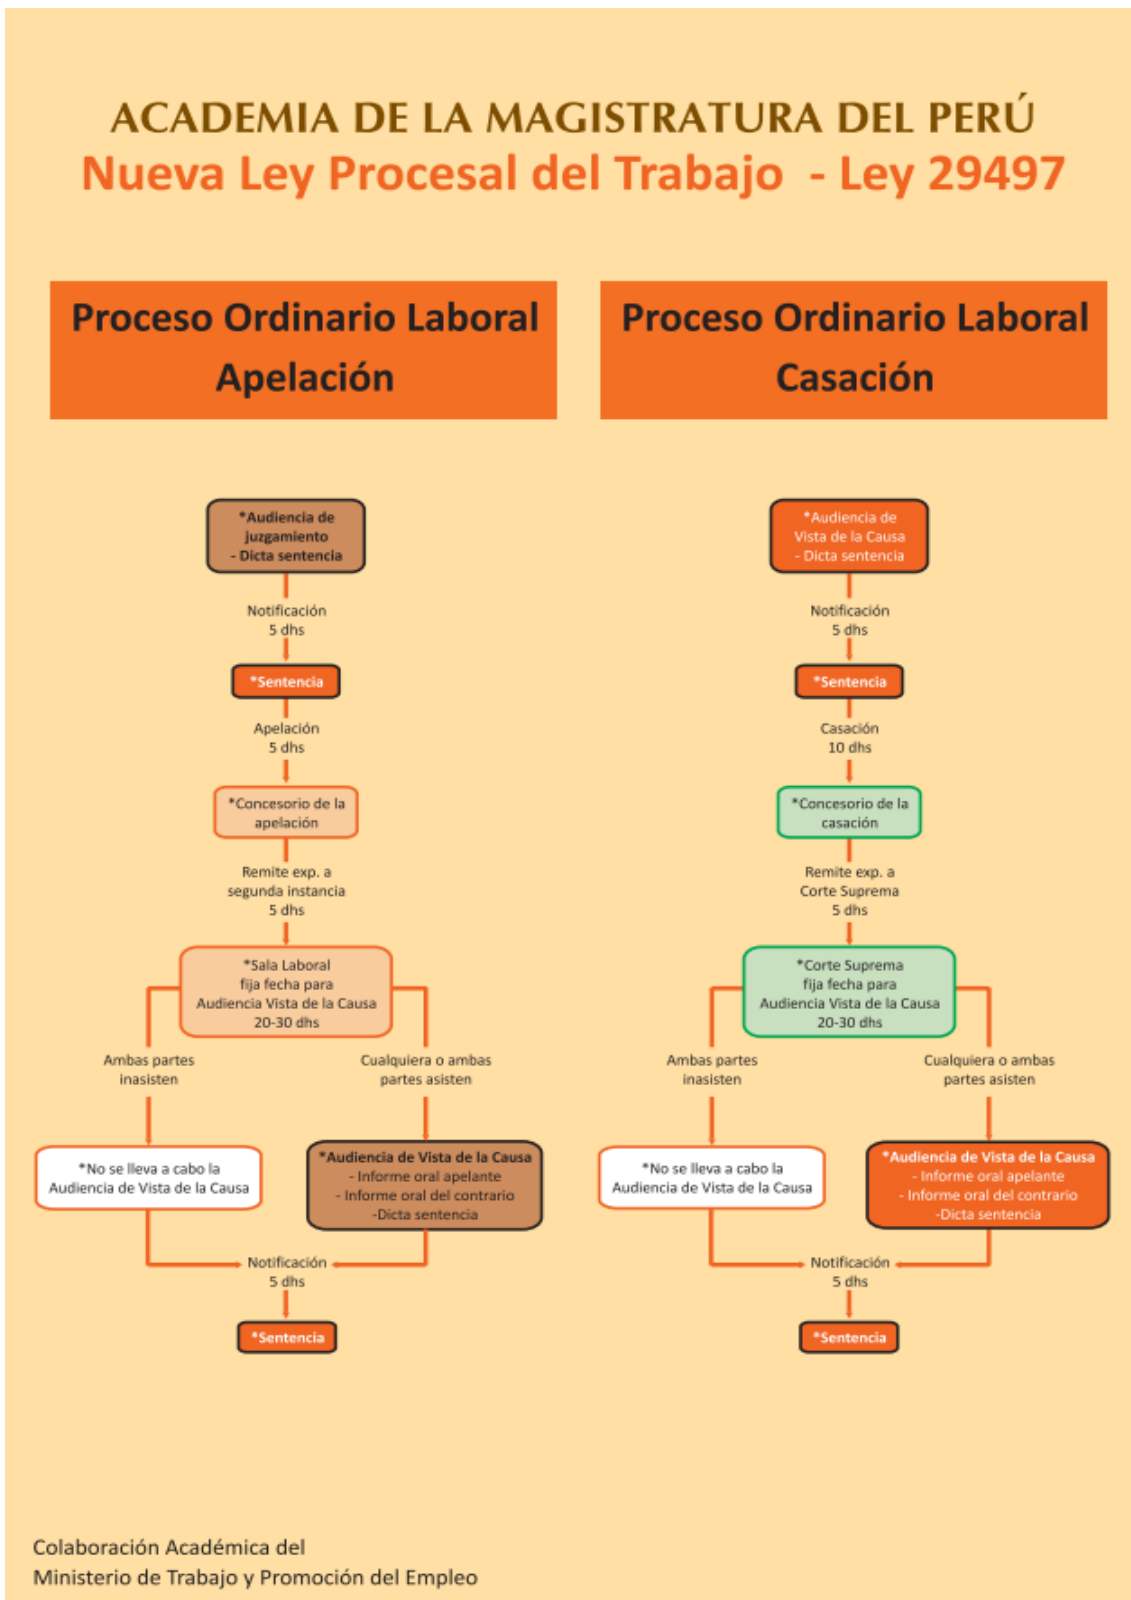 ACADEMIA DE LA MAGISTRATURA DEL PERÚ
Nueva Ley Procesal del Trabajo - Ley 29497
Proceso Ordinario Laboral
Apelación
*Audiencia de
juzgamiento
- Dicta sentencia
Notificación
5 dhs
*Sentencia
Apelación
5 dhs
*Concesorio de la
apelación
Remite exp. a
segunda instancia
5 dhs
*Sala Laboral
fija fecha para
Audiencia Vista de la Causa
20-30 dhs
Ambas partes
inasisten
Cualquiera o ambas
partes asisten
*No se lleva a cabo la
Audiencia de Vista de la Causa
*Audiencia de Vista de la Causa
- Informe oral apelante
- Informe oral del contrario
-Dicta sentencia
Notificación
5 dhs
*Sentencia
Proceso Ordinario Laboral
Casación
*Audiencia de
Vista de la Causa
- Dicta sentencia
Notificación
5 dhs
*Sentencia
Casación
10 dhs
*Concesorio de la
casación
Remite exp. a
Corte Suprema
5 dhs
*Corte Suprema
fija fecha para
Audiencia Vista de la Causa
20-30 dhs
Ambas partes
inasisten
Cualquiera o ambas
partes asisten
*No se lleva a cabo la
Audiencia de Vista de la Causa
*Audiencia de Vista de la Causa
- Informe oral apelante
- Informe oral del contrario
-Dicta sentencia
Notificación
5 dhs
*Sentencia
Colaboración Académica del
Ministerio de Trabajo y Promoción del Empleo